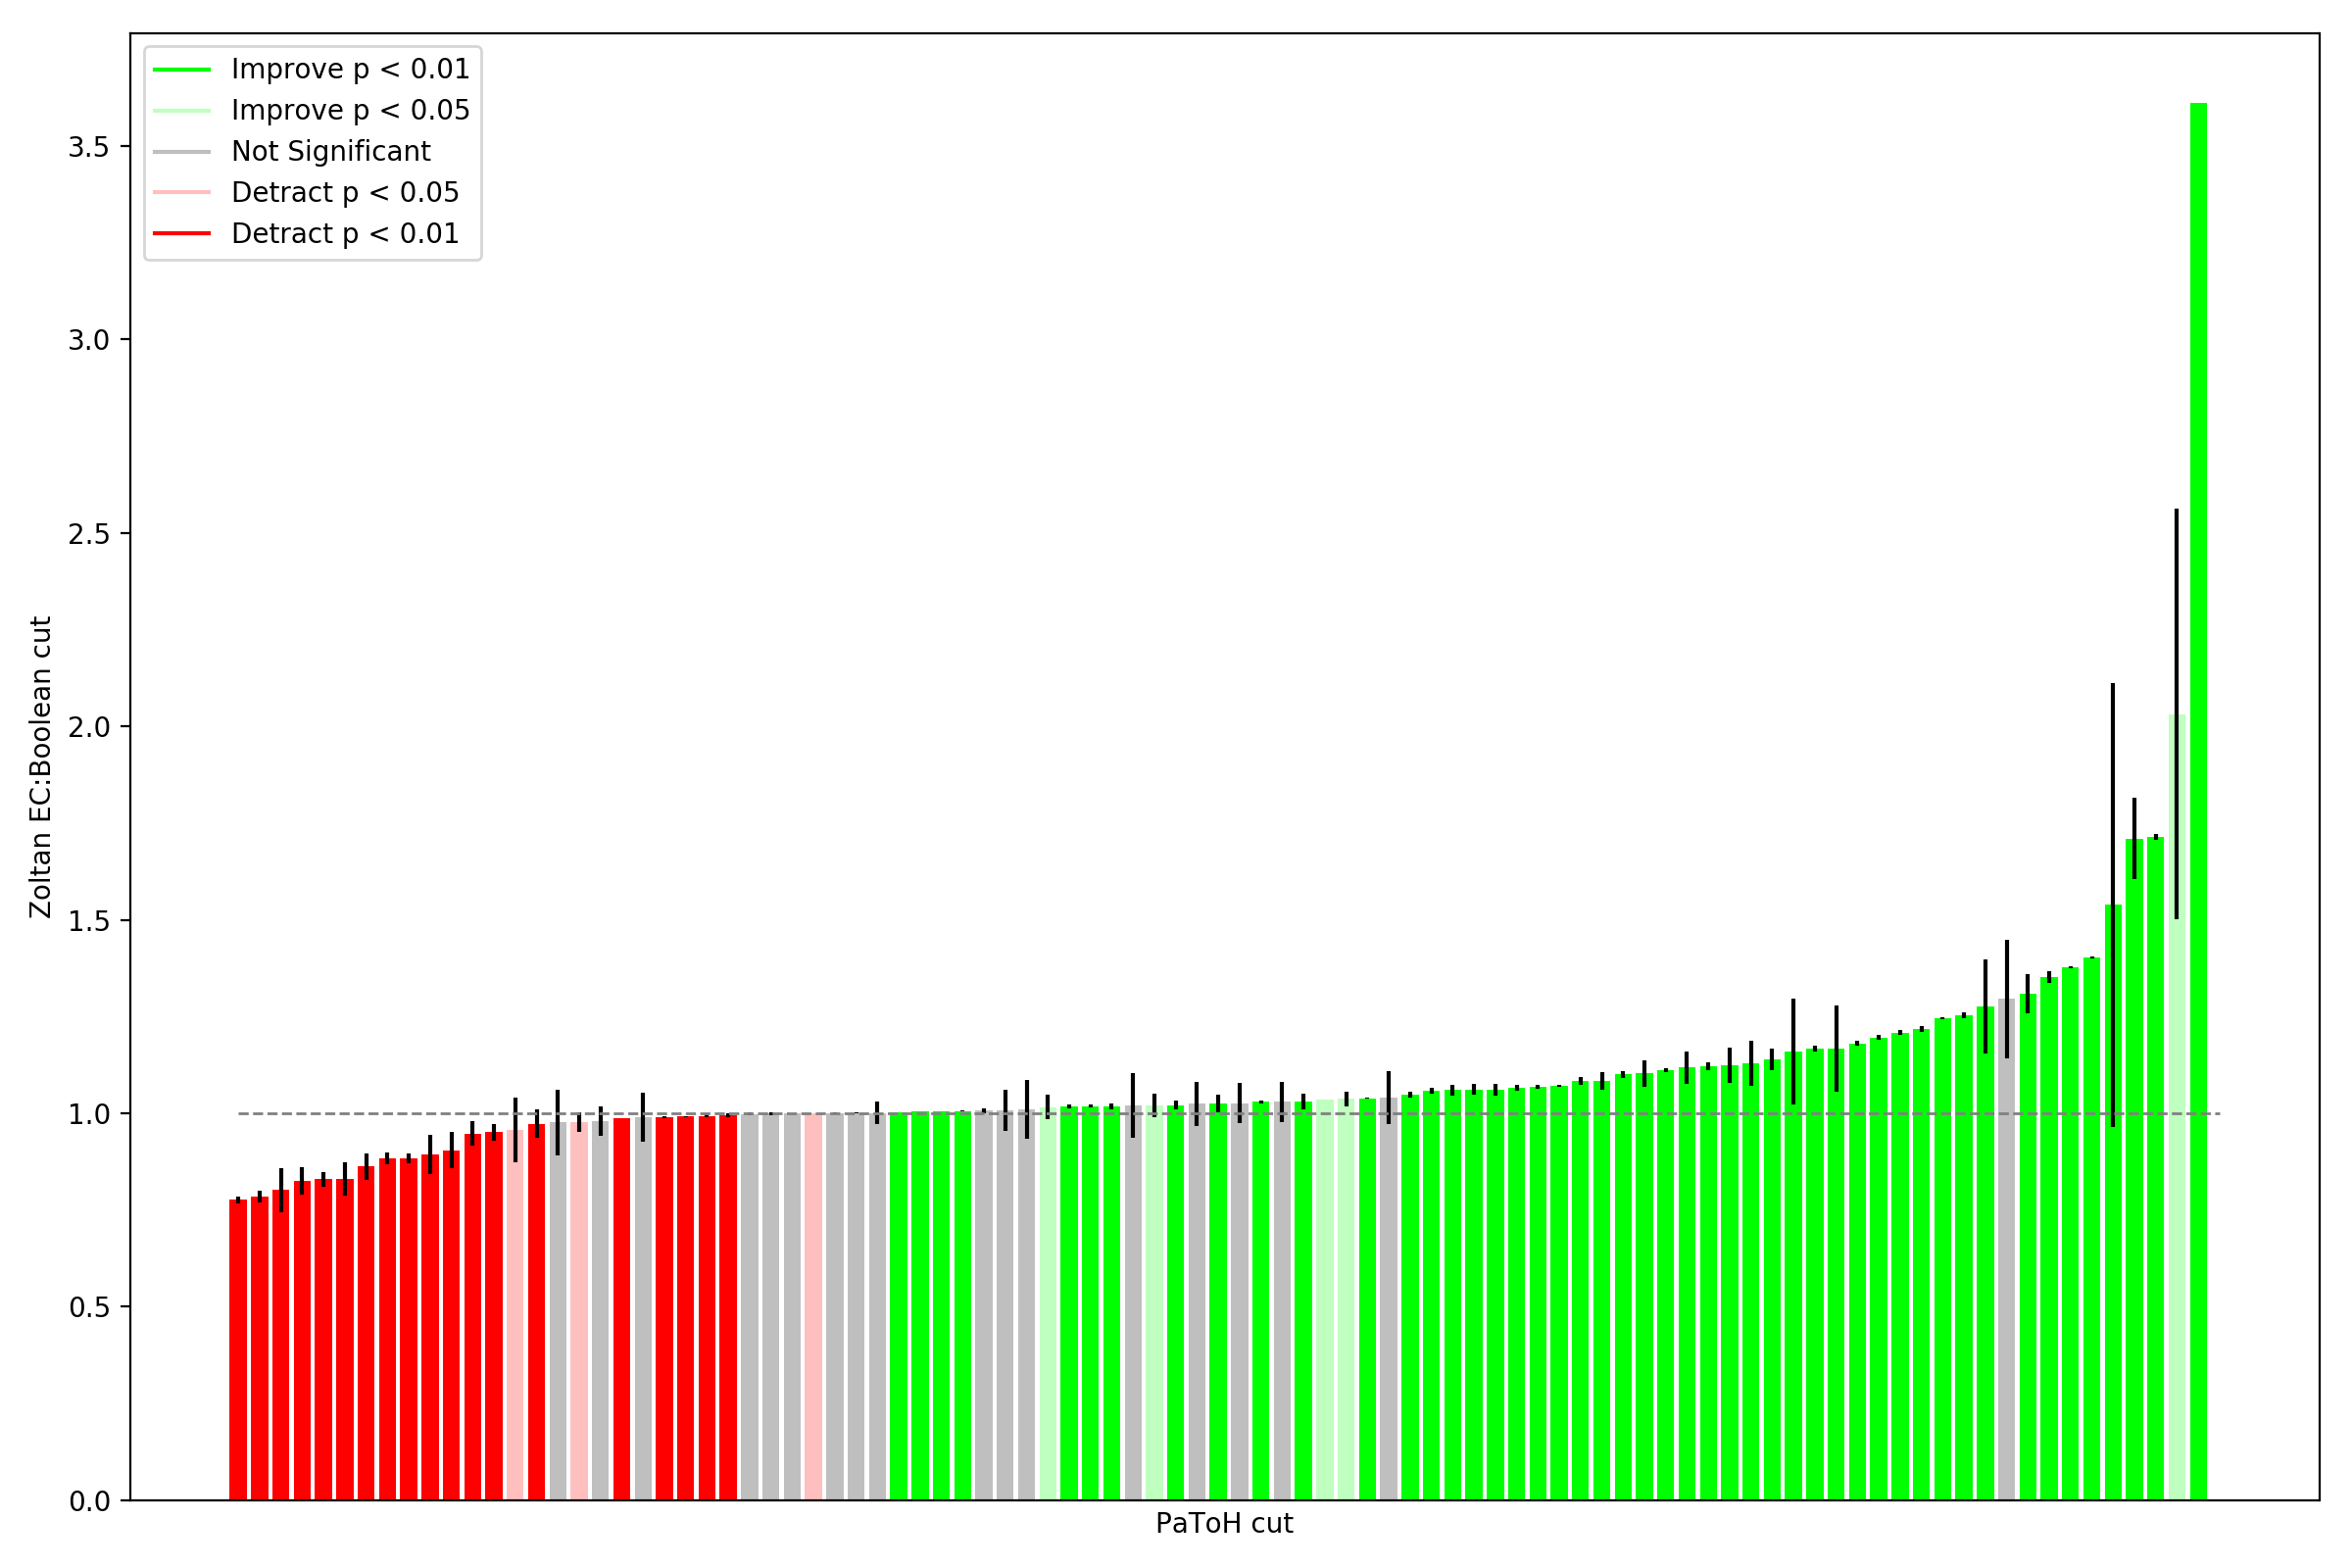 Improve p < 0.01
Improve p < 0.05
Not Significant
Detract p < 0.05
Detract p < 0.01
3.5
3.0
2.5
2.0
1.5
1.0
0.5
0.0
Zoltan EC:Boolean cut
PaToH cut